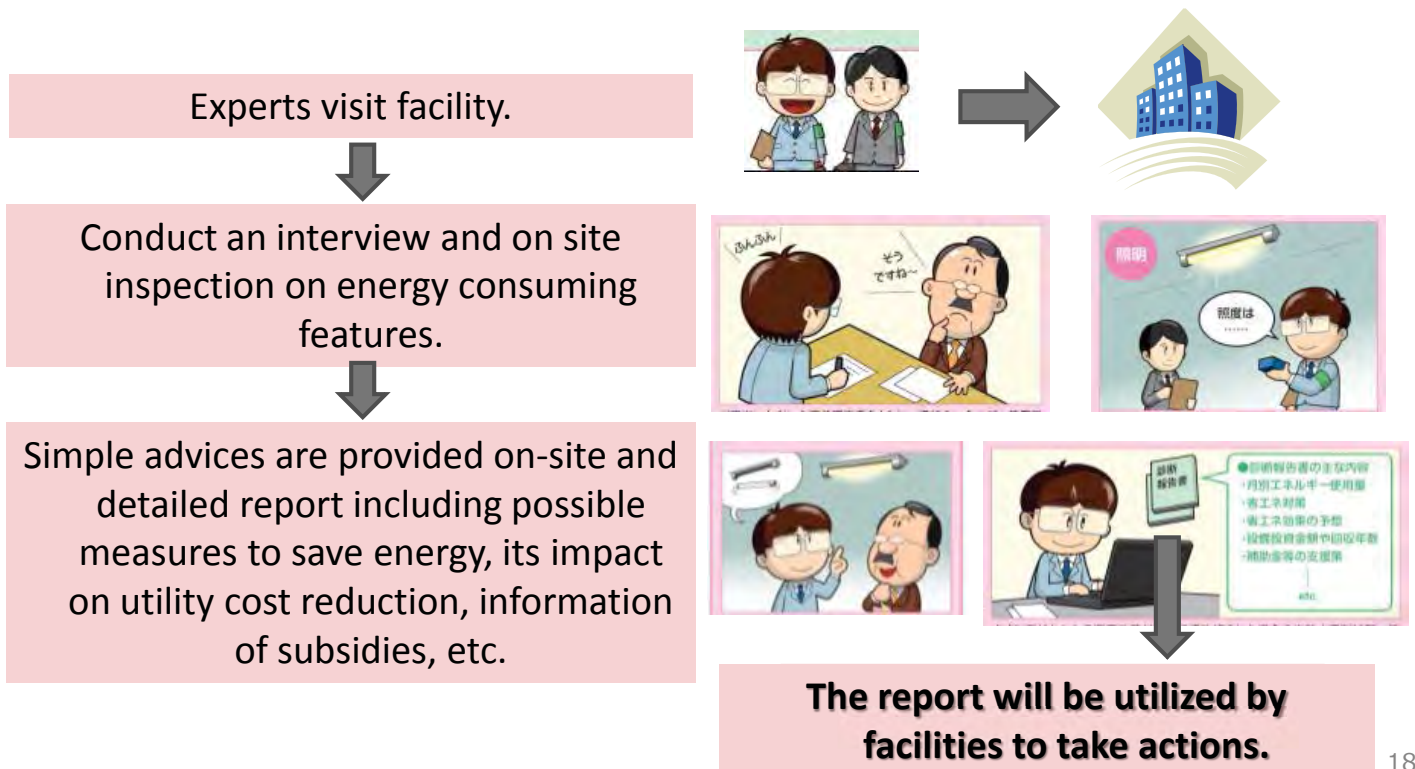 Experts visit facility.
Conduct an interview and on site
inspection on energy consuming
features.
ふんふん
そう
ですね~
照明
照度は
……
Simple advices are provided on-site and
detailed report including possible
measures to save energy, its impact
on utility cost reduction, information
of subsidies, etc.
診断
報告書
●診断報告書の主な内容
・月別エネルギー使用量
・省エネ対策
・省エネ効果の予想
・設備投資金額や回収年数
・補助金等の支援策
etc.
The report will be utilized by
facilities to take actions.
18